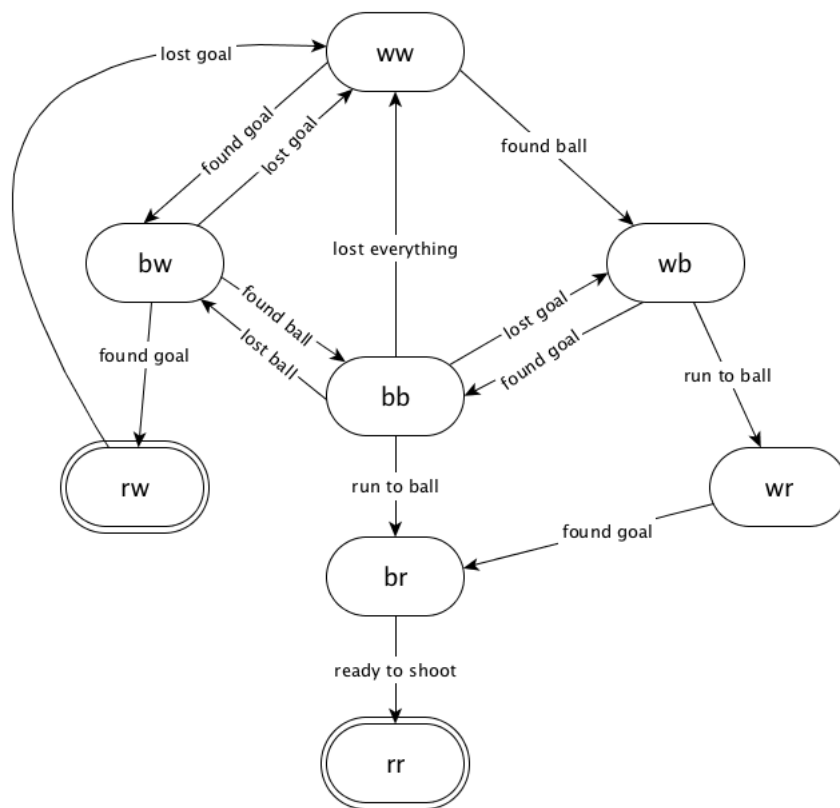 ww
lost goal
found goal
lost goal
found ball
bw
lost everything
wb
found ball
lost ball
lost goal
found goal
found goal
run to ball
bb
rw
run to ball
wr
found goal
br
ready to shoot
rr